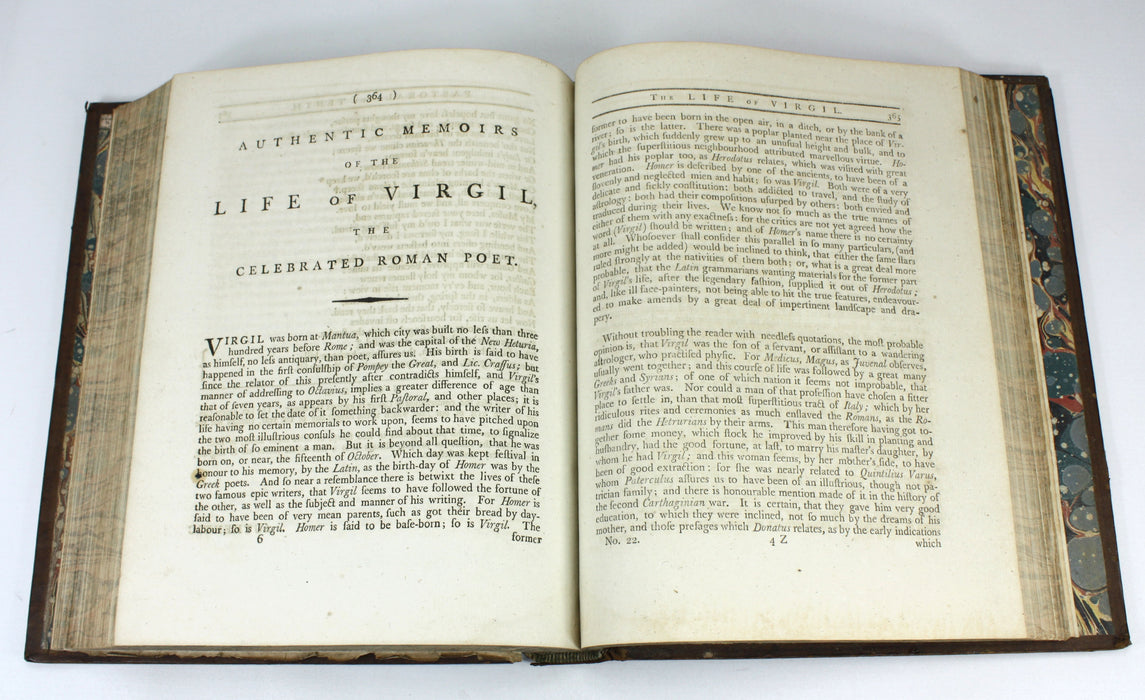 ( 364 )
AUTHENTIC MEMOIRS
OF THE
LIFE OF VIRGIL,
THE
CELEBRATED ROMAN POET.
VIRGIL was born at Mantua, which city was built no leſs than three
hundred years before Rome; and was the capital of the New Heturia,
as himſelf, no leſs antiquary, than poet, aſſures us. His birth is ſaid to have
happened in the firſt conſulſhip of Pompey the Great, and Lic. Craſſus; but
ſince the relator of this preſently after contradicts himſelf, and Virgil's
manner of addreſſing to Octavius, implies a greater difference of age than
that of ſeven years, as appears by his firſt Paſtoral, and other places; it is
reaſonable to ſet the date of it ſomething backwarder: and the writer of his
life having no certain memorials to work upon, ſeems to have pitched upon
the two moſt illuſtrious conſuls he could find about that time, to ſignalize
the birth of ſo eminent a man. But it is beyond all queſtion, that he was
born on, or near, the fifteenth of October. Which day was kept feſtival in
honour to his memory, by the Latin, as the birth-day of Homer was by the
Greek poets. And ſo near a reſemblance there is betwixt the lives of theſe
two famous epic writers, that Virgil ſeems to have followed the fortune of
the other, as well as the ſubject and manner of his writing. For Homer is
ſaid to have been of very mean parents, ſuch as got their bread by day-
labour; ſo is Virgil. Homer is ſaid to be baſe-born; ſo is Virgil. The
6 former
THE LIFE OF VIRGIL. 365
former to have been born in the open air, in a ditch, or by the bank of a
river; ſo is the latter. There was a poplar planted near the place of Vir-
gil's birth, which ſuddenly grew up to an unuſual height and bulk, and to
which the ſuperſtitious neighbourhood attributed marvellous virtue. Ho-
mer had his poplar too, as Herodotus relates, which was viſited with great
veneration. Homer is deſcribed by one of the ancients, to have been of a
ſlovenly and neglected mien and habit; ſo was Virgil. Both were of a very
delicate and ſickly conſtitution: both addicted to travel, and the ſtudy of
aſtrology: both had their compoſitions uſurped by others: both envied and
traduced during their lives. We know not ſo much as the true names of
either of them with any exactneſs: for the critics are not yet agreed how the
word (Virgil) ſhould be written; and of Homer's name there is no certainty
at all. Whoſoever ſhall conſider this parallel in ſo many particulars, (and
more might be added) would be inclined to think, that either the ſame ſtars
ruled ſtrongly at the nativities of them both: or, what is a great deal more
probable, that the Latin grammarians wanting materials for the former part
of Virgil's life, after the legendary faſhion, ſupplied it out of Herodotus;
and, like ill face-painters, not being able to hit the true features, endeavour-
ed to make amends by a great deal of impertinent landſcape and dra-
pery.
Without troubling the reader with needleſs quotations, the moſt probable
opinion is, that Virgil was the ſon of a ſervant, or aſſiſtant to a wandering
aſtrologer, who practiſed phyſic. For Medicus, Magus, as Juvenal obſerves,
uſually went together; and this courſe of life was followed by a great many
Greeks and Syrians; of one of which nation it ſeems not improbable, that
Virgil's father was. Nor could a man of that profeſſion have choſen a fitter
place to ſettle in, than that moſt ſuperſtitious tract of Italy; which by her
ridiculous rites and ceremonies as much enſlaved the Romans, as the Ro-
mans did the Hetrurians by their arms. This man therefore having got to-
gether ſome money, which ſtock he improved by his ſkill in planting and
huſbandry, had the good fortune, at laſt, to marry his maſter's daughter, by
whom he had Virgil; and this woman ſeems, by her mother's ſide, to have
been of good extraction: for ſhe was nearly related to Quintilius Varus,
whom Paterculus aſſures us to have been of an illuſtrious, though not pa-
trician family; and there is honourable mention made of it in the hiſtory of
the ſecond Carthaginian war. It is certain, that they gave him very good
education, to which they were inclined, not ſo much by the dreams of his
mother, and thoſe preſages which Donatus relates, as by the early indications
No. 22. 4 Z which